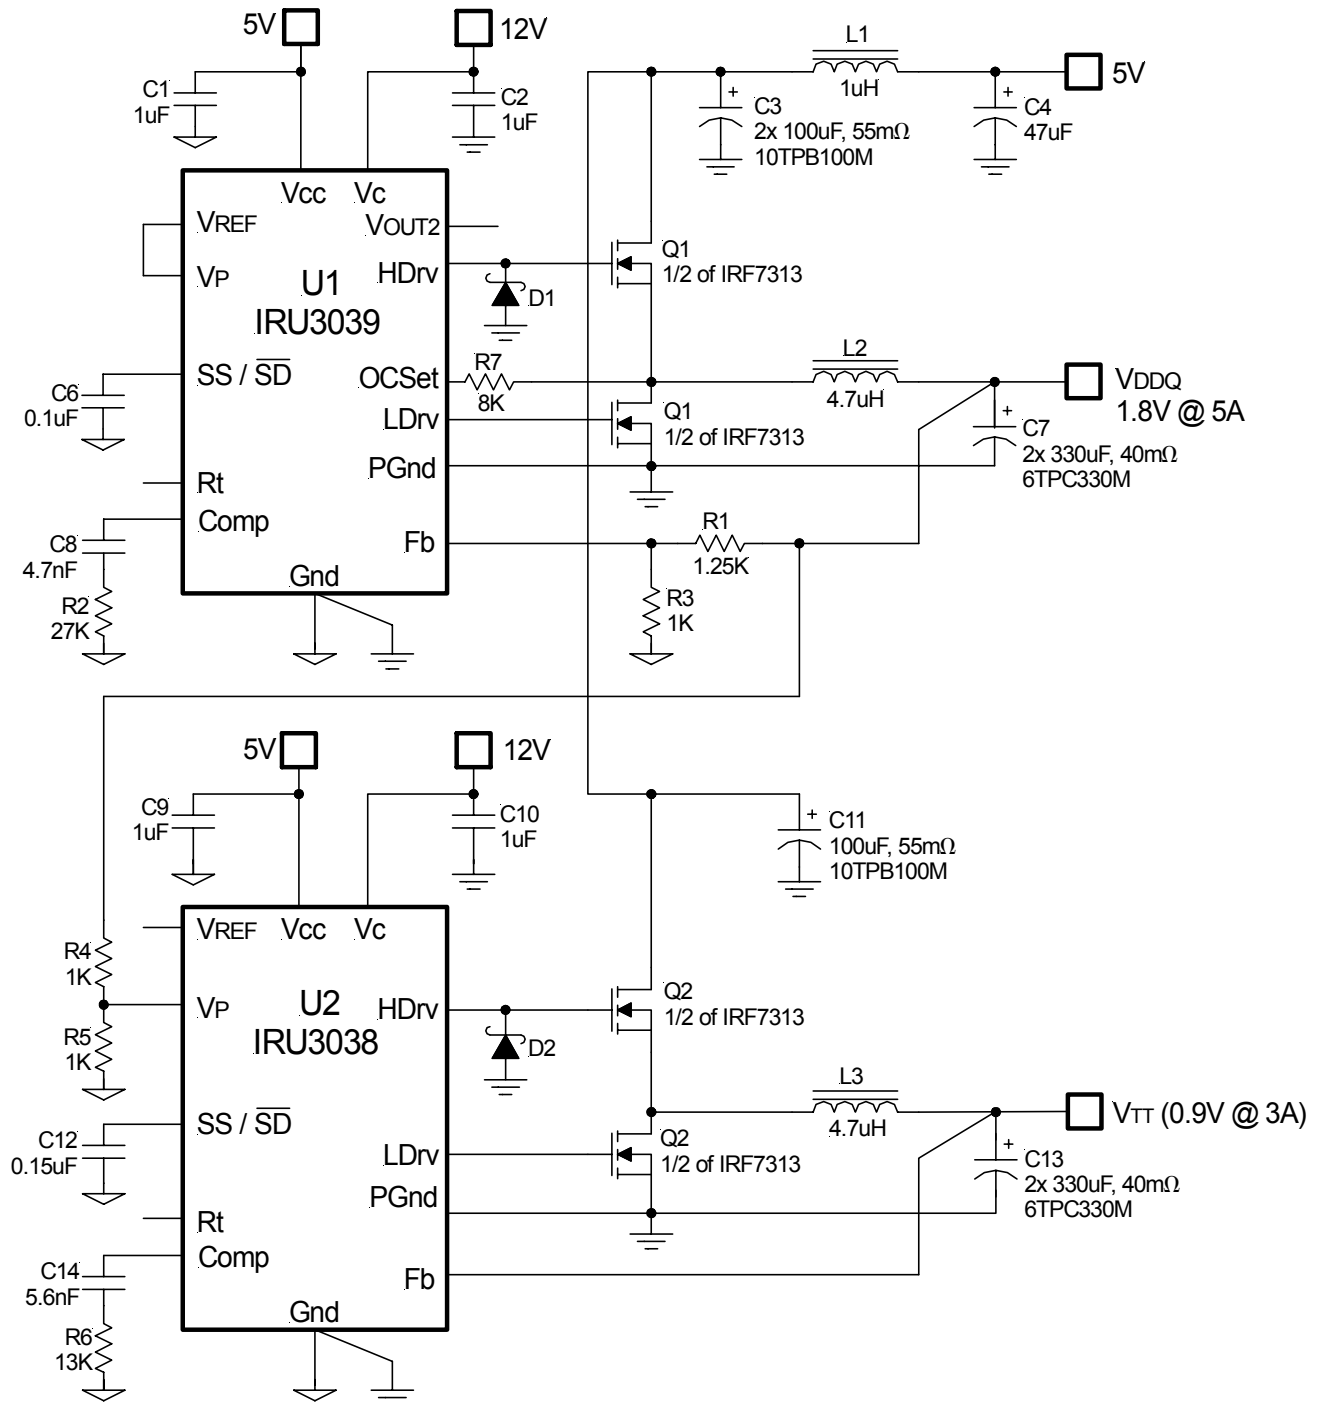 5V
12V
C1
1uF
C2
1uF
L1
1uH
5V
+
C3
2x 100uF, 55mΩ
10TPB100M
+
C4
47uF
Vcc
Vc
VREF
VOUT2
VP
HDrv
U1
IRU3039
D1
Q1
1/2 of IRF7313
SS / SD
OCSet
R7
8K
L2
4.7uH
VDDQ
1.8V @ 5A
C6
0.1uF
LDrv
Q1
1/2 of IRF7313
+
C7
2x 330uF, 40mΩ
6TPC330M
PGnd
Rt
Comp
Fb
R1
1.25K
C8
4.7nF
Gnd
R2
27K
R3
1K
5V
12V
C9
1uF
C10
1uF
+
C11
100uF, 55mΩ
10TPB100M
VREF
Vcc
Vc
R4
1K
VP
U2
IRU3038
HDrv
Q2
1/2 of IRF7313
R5
1K
D2
L3
4.7uH
VTT (0.9V @ 3A)
SS / SD
C12
0.15uF
LDrv
Q2
1/2 of IRF7313
+
C13
2x 330uF, 40mΩ
6TPC330M
PGnd
Rt
Comp
Fb
C14
5.6nF
Gnd
R6
13K